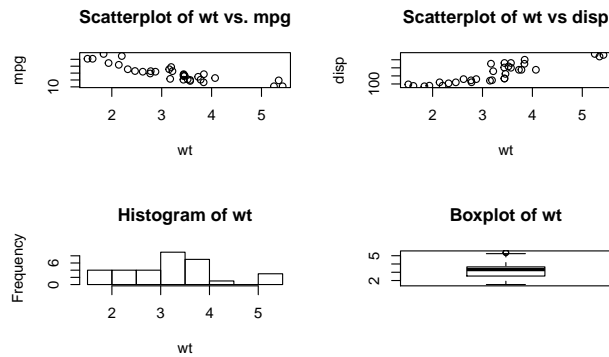 Scatterplot of wt vs. mpg
mpg
10
2 3 4 5
wt
Scatterplot of wt vs disp
disp
100
2 3 4 5
wt
Histogram of wt
Frequency
6
0
2 3 4 5
wt
Boxplot of wt
5
2